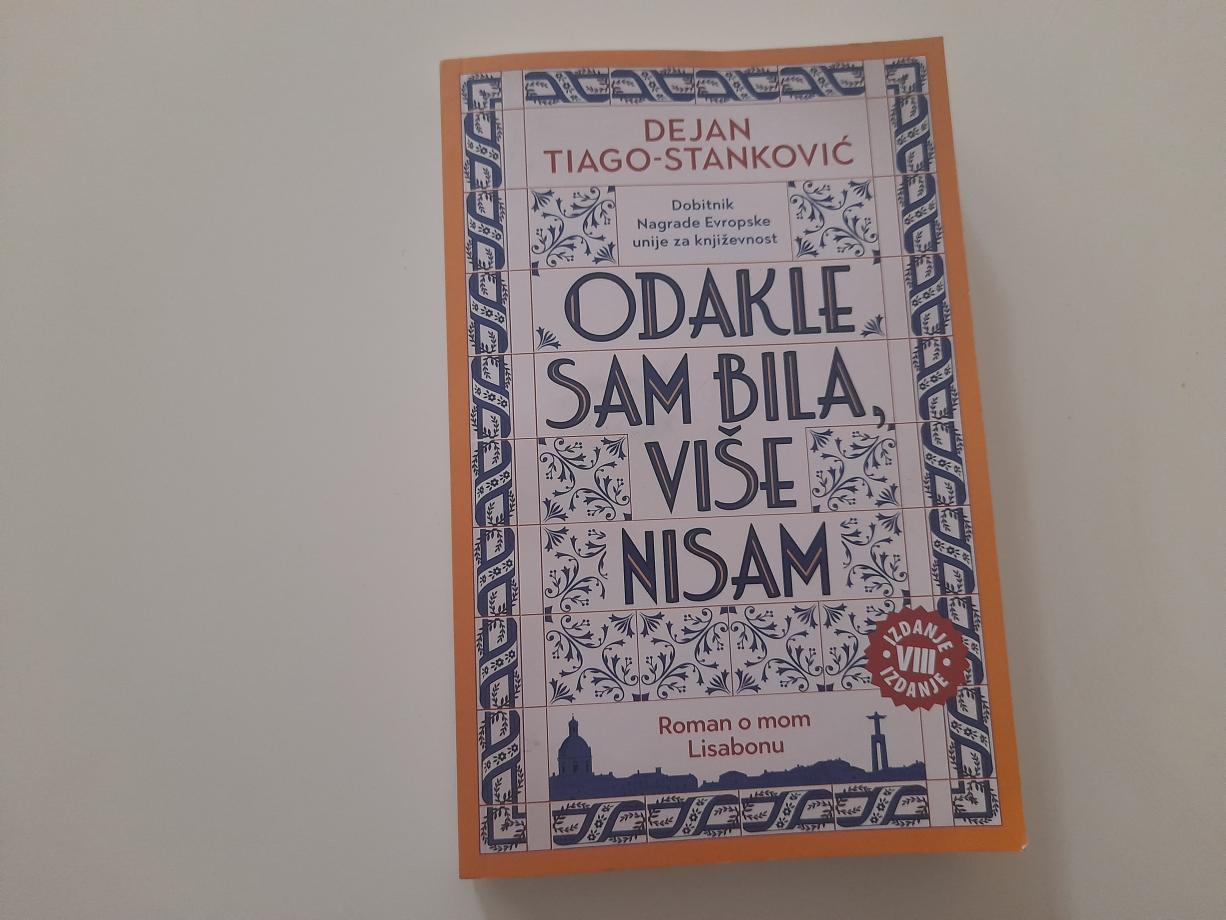 DEJAN
TIAGO-STANKOVIĆ
Dobitnik
Nagrade Evropske
unije za književnost
ODAKLE
SAM BILA,
VIŠE
NISAM
IZDANJE
VIII
IZDANJE
Roman o mom
Lisabonu